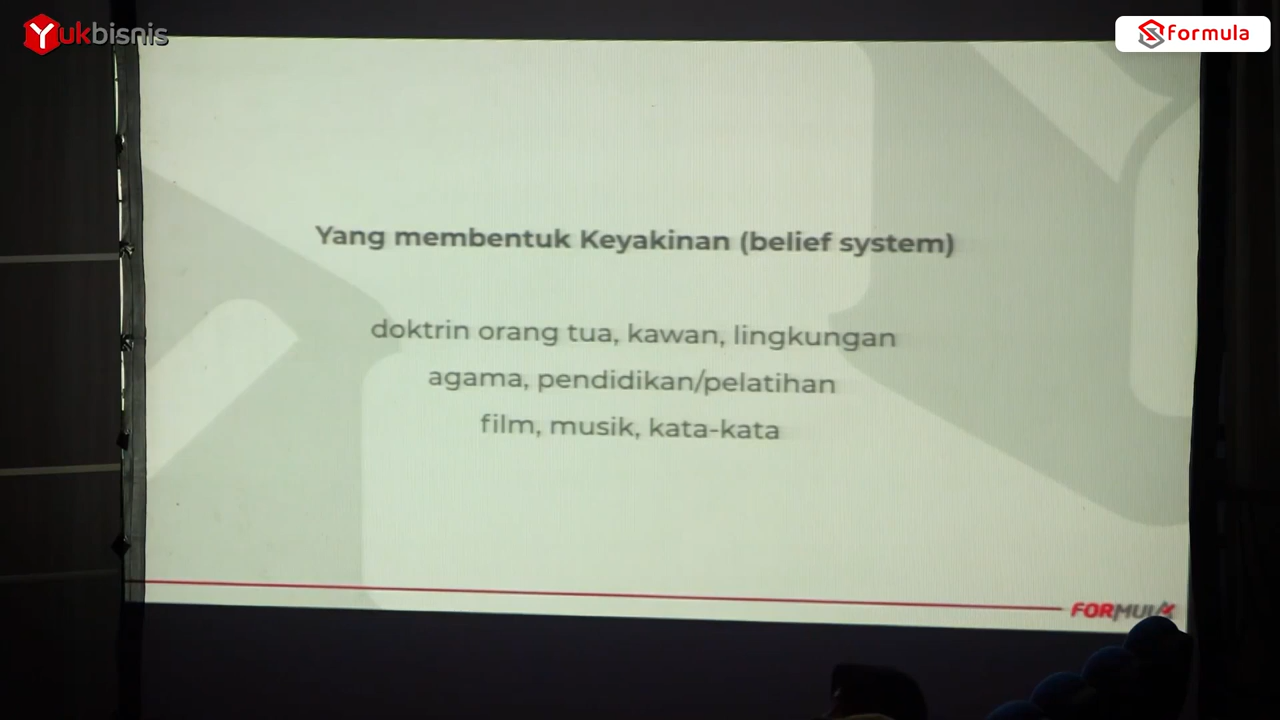 Yukbisnis
formula
Yang membentuk Keyakinan (belief system)
doktrin orang tua, kawan, lingkungan
agama, pendidikan/pelatihan
film, musik, kata-kata
FORMULA